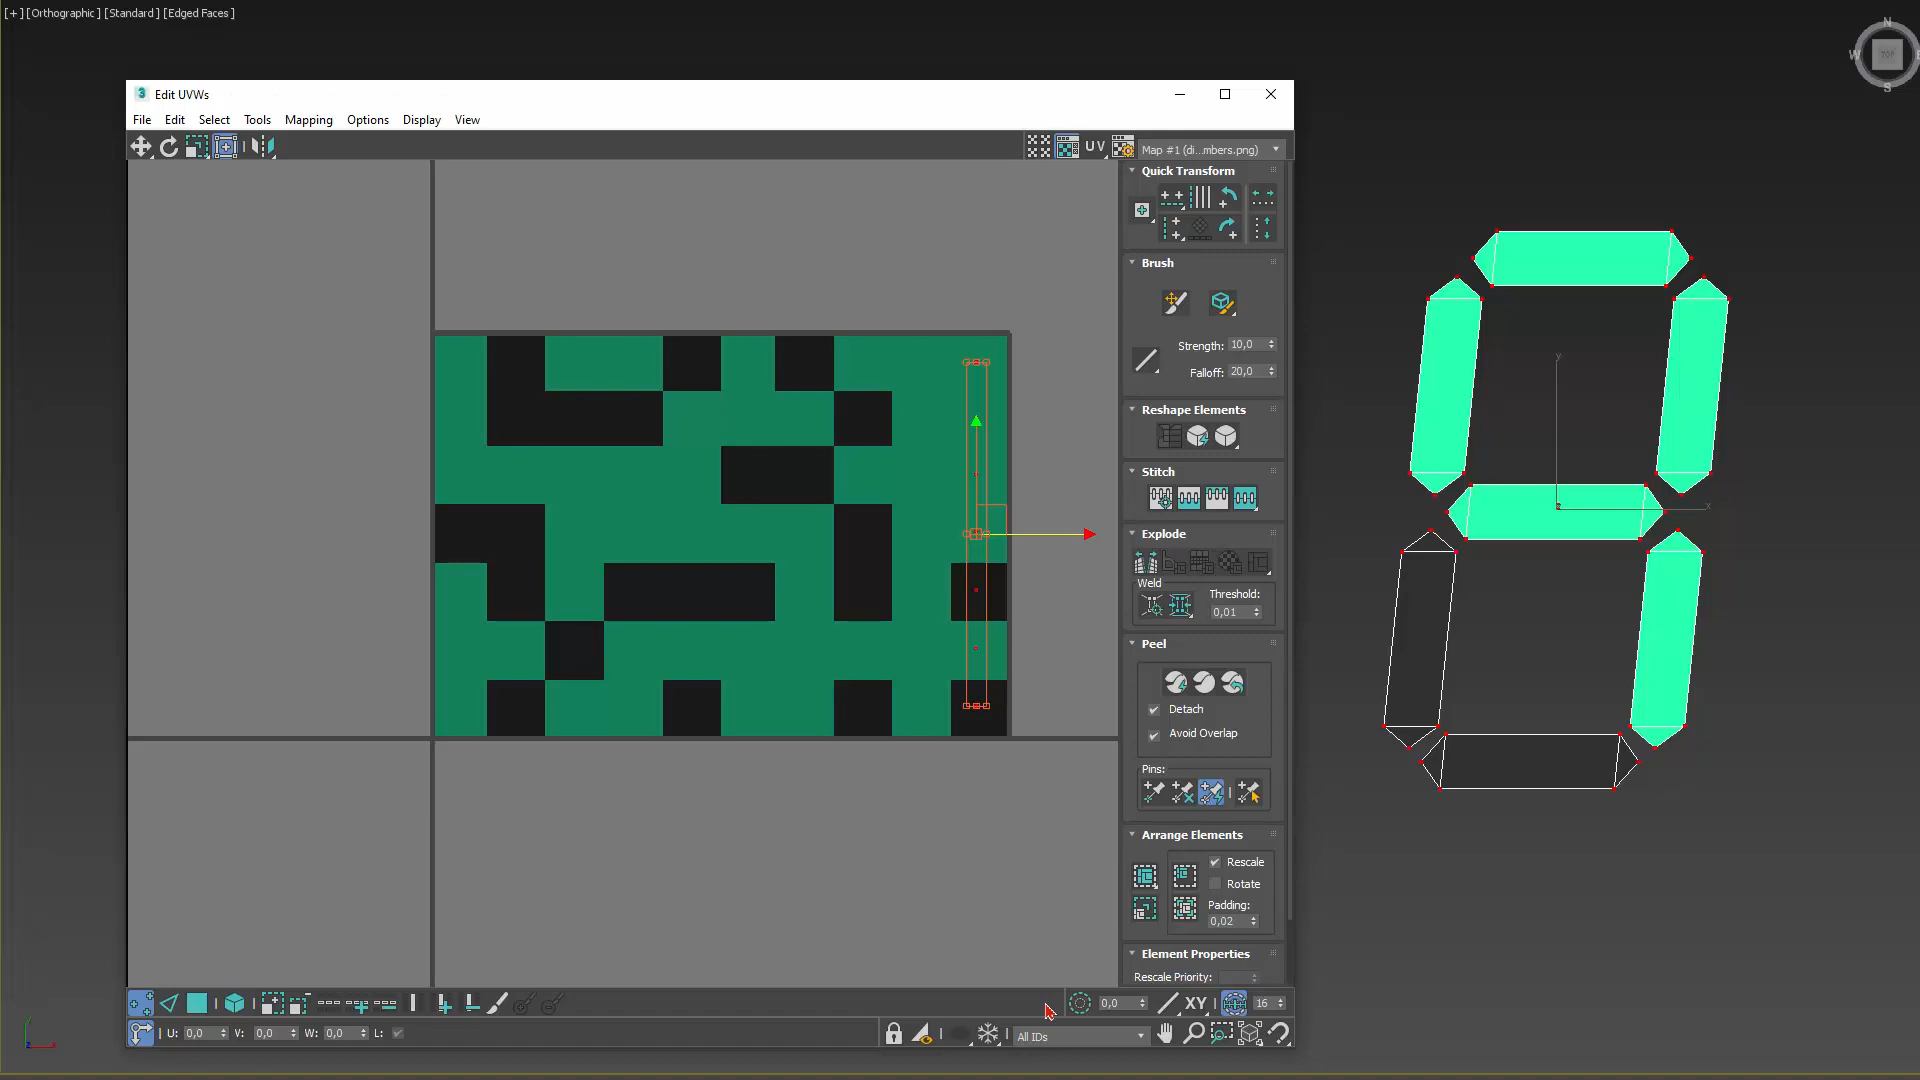 [+] [Orthographic] [Standard] [Edged Faces]
N
W
TOP
S
3 Edit UVWs
File Edit Select Tools Mapping Options Display View
UV
Map #1 (di...mbers.png)
Quick Transform
Brush
Strength: 10,0
Falloff: 20,0
Reshape Elements
Stitch
Explode
Weld
Threshold:
0,01
Peel
Detach
Avoid Overlap
Pins:
Arrange Elements
Rescale
Rotate
Padding:
0,02
Element Properties
Rescale Priority:
0,0
XY
16
U: 0,0 V: 0,0 W: 0,0 L:
All IDs
y
x